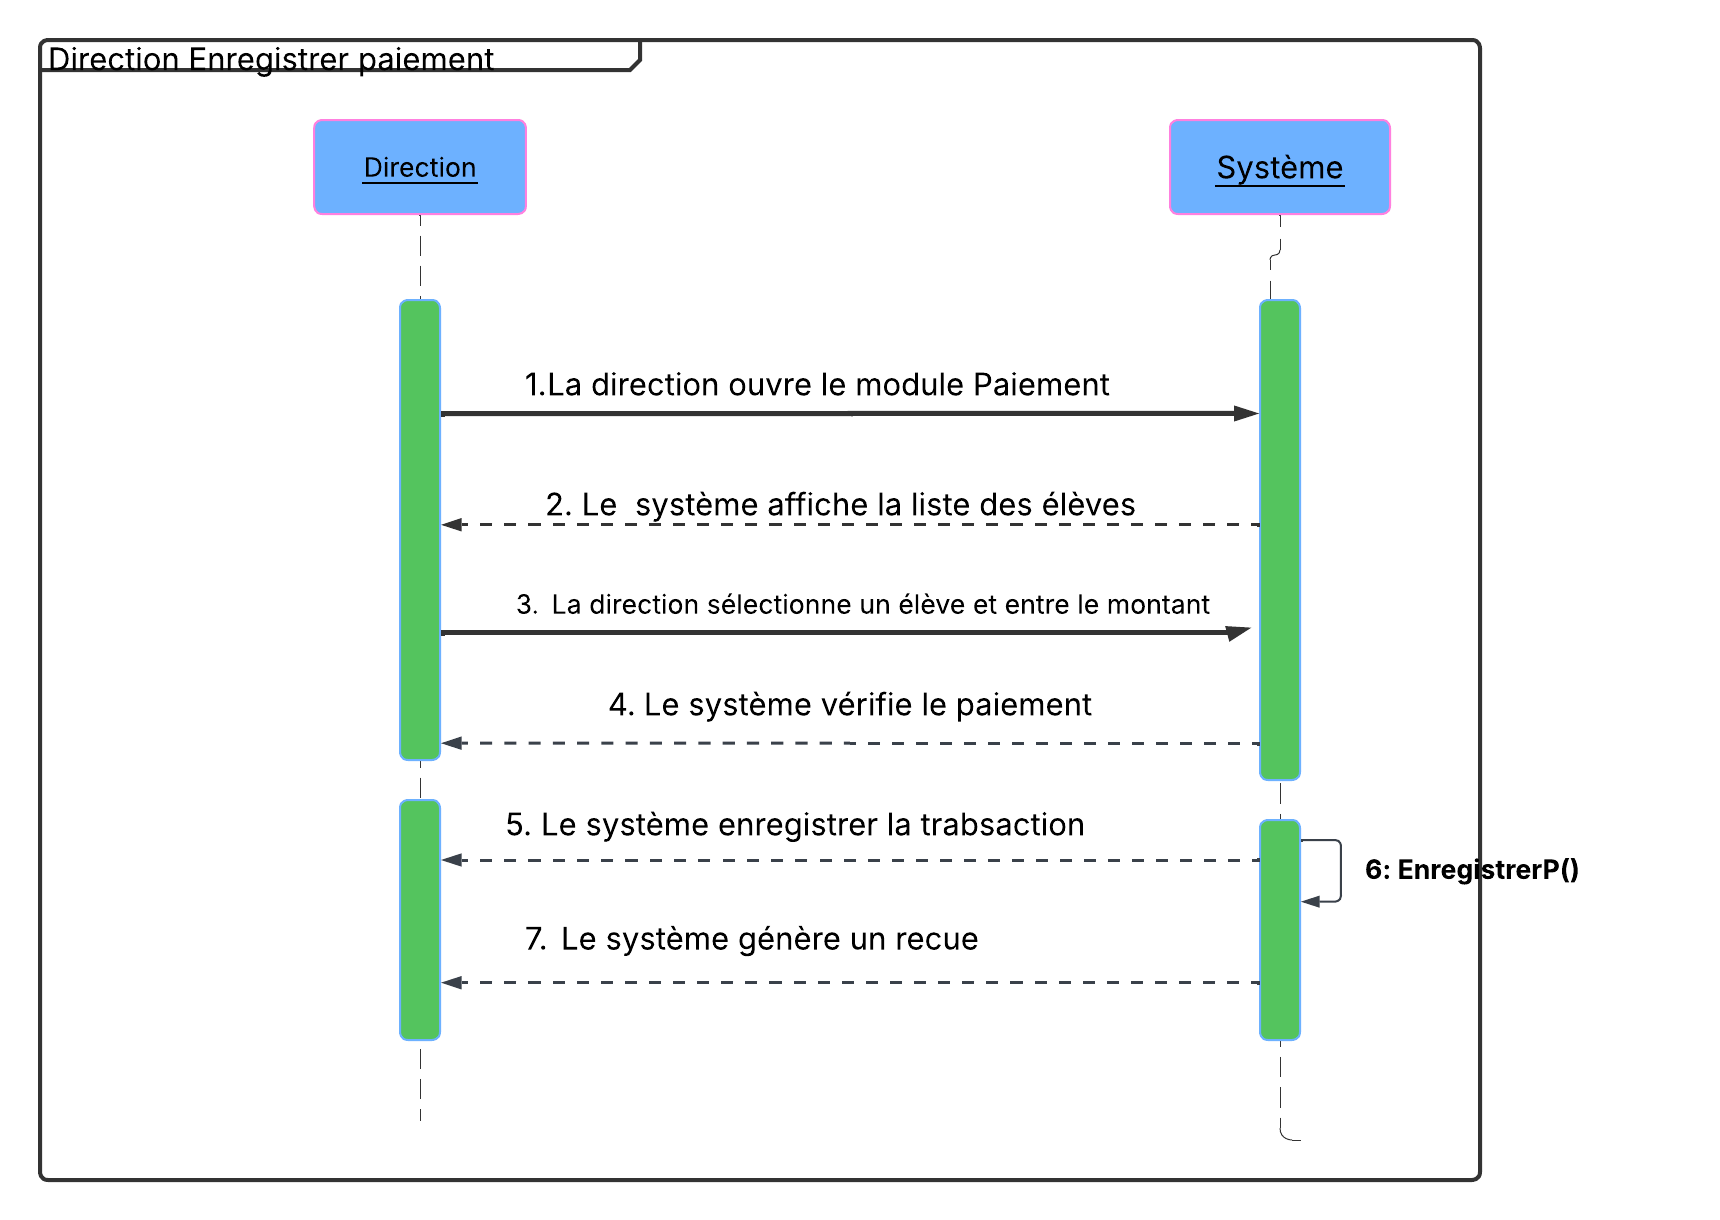 Direction Enregistrer paiement
Direction
Système
1.La direction ouvre le module Paiement
2. Le  système affiche la liste des élèves
3.  La direction sélectionne un élève et entre le montant
4. Le système vérifie le paiement
5. Le système enregistrer la trabsaction
6: EnregistrerP()
7.  Le système génère un recue